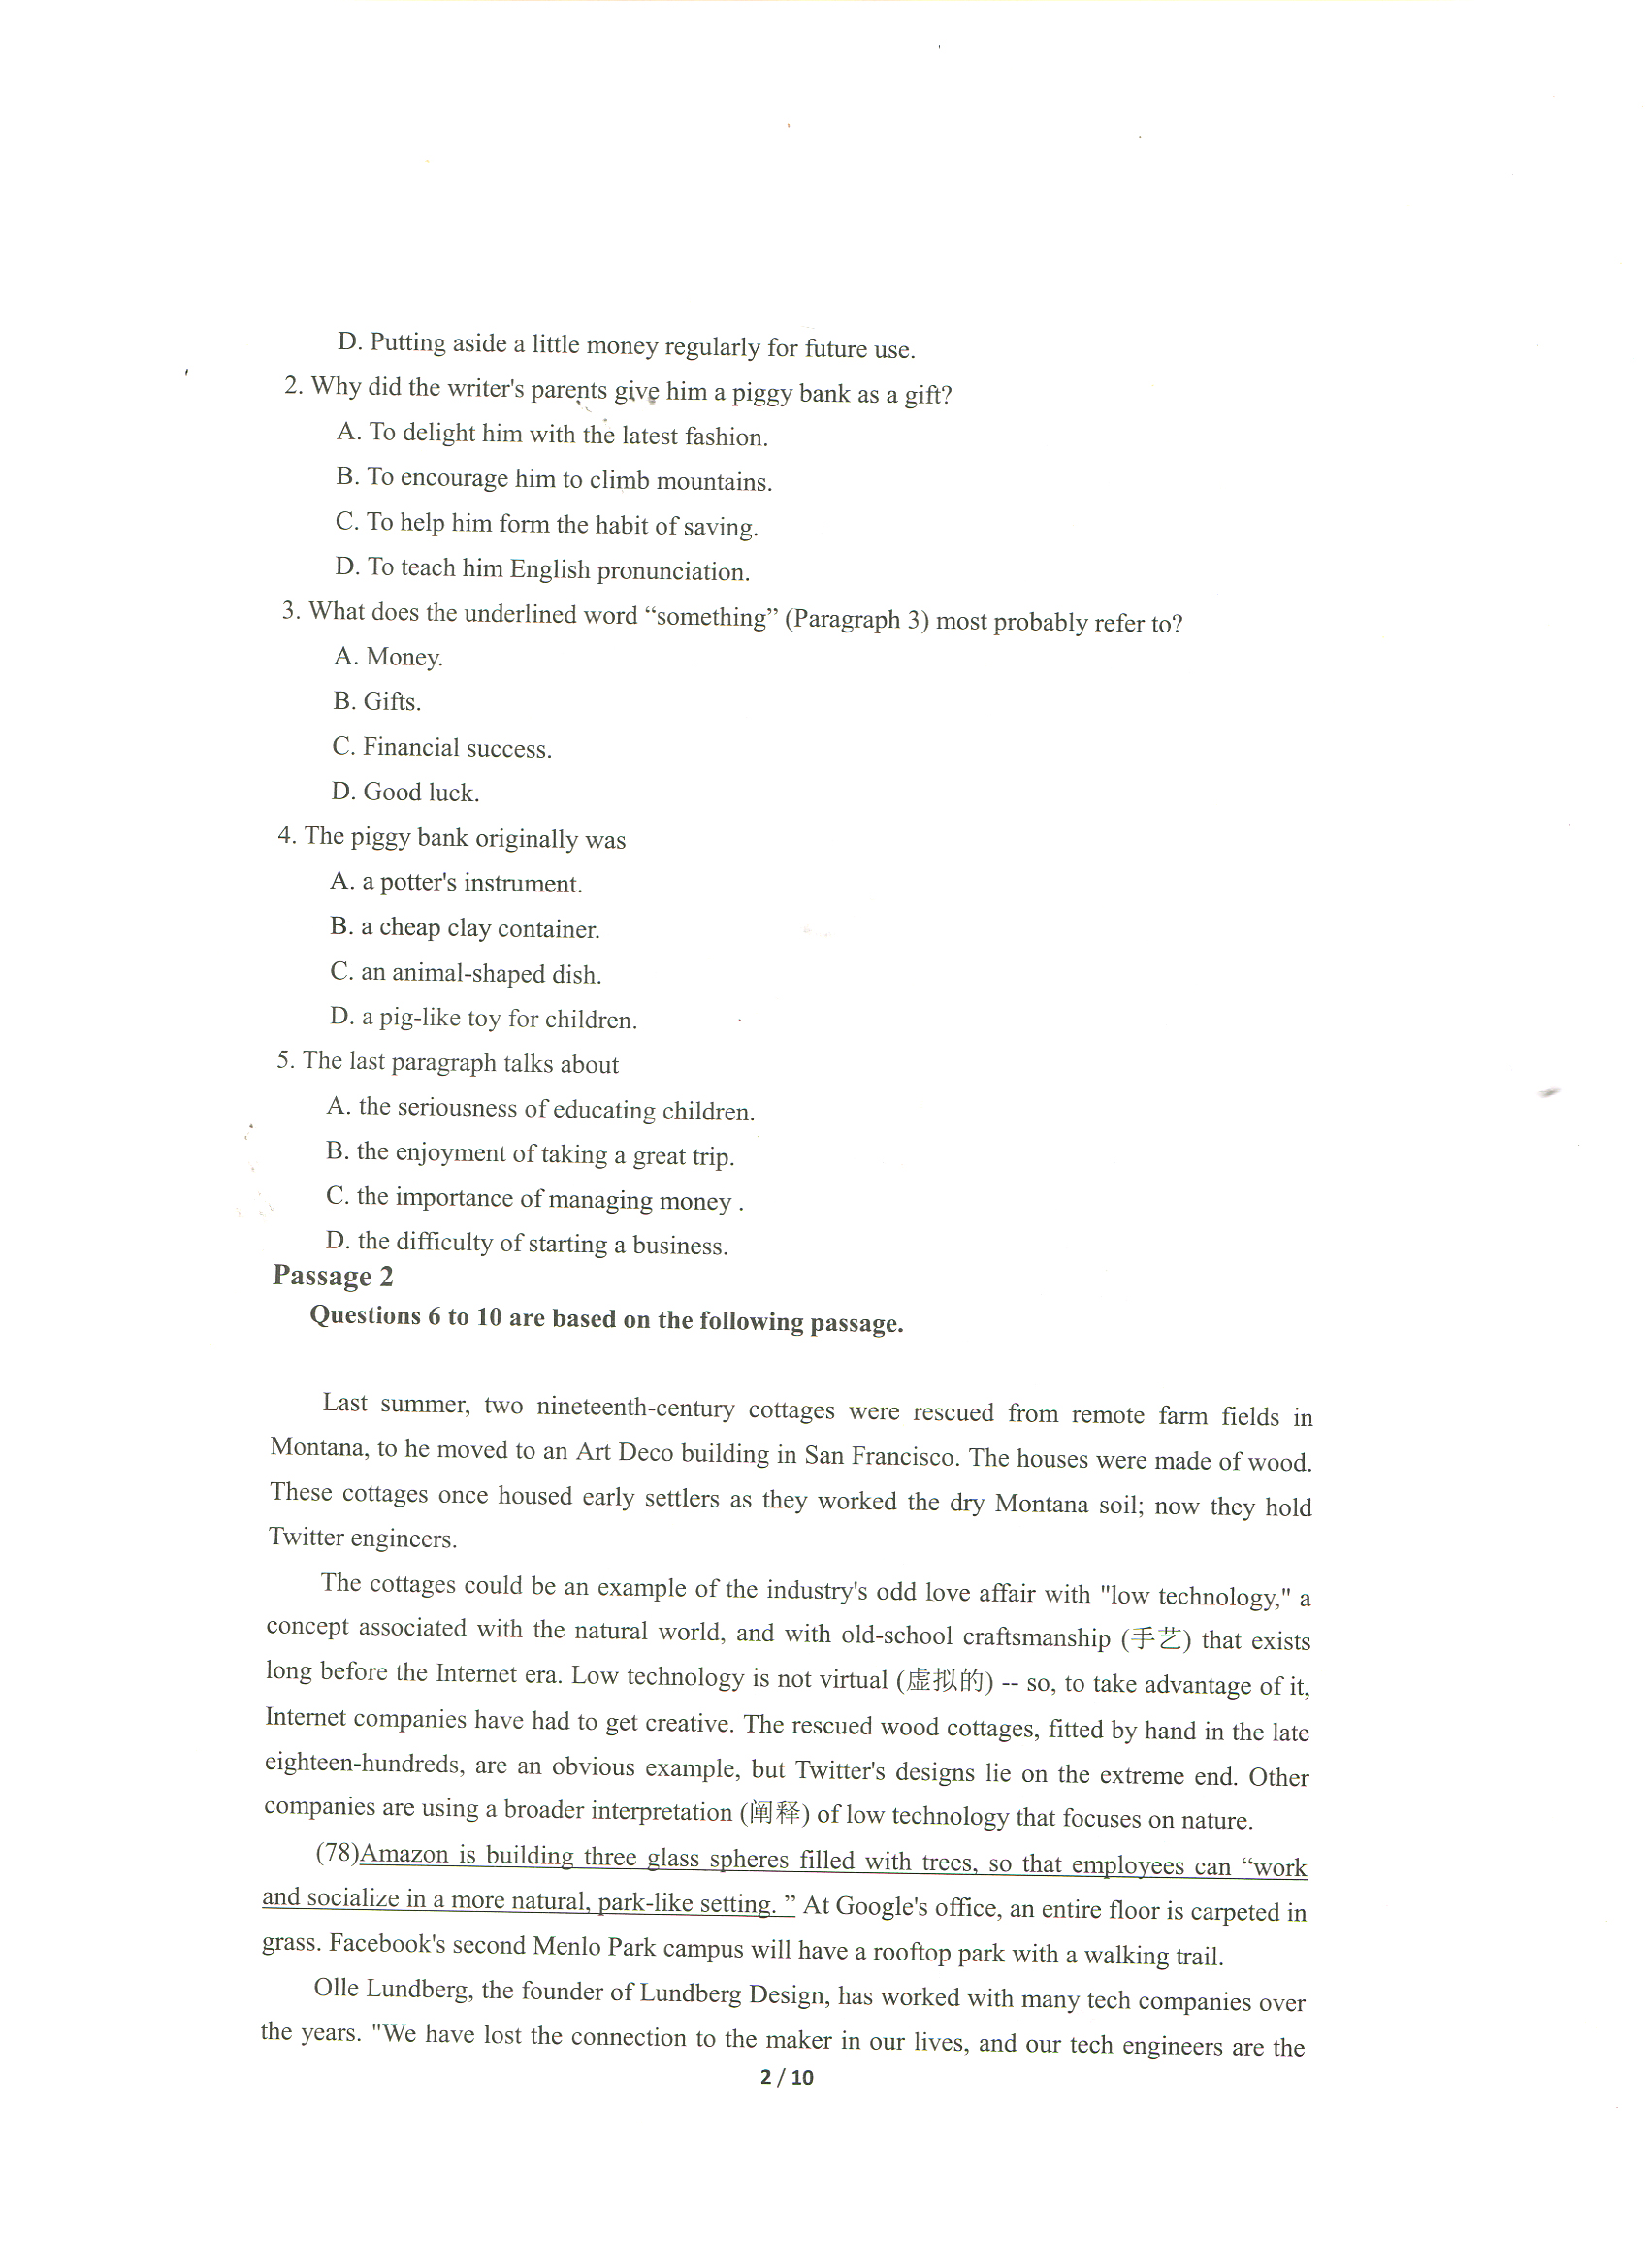 D. Putting aside a little money regularly for future use.
2. Why did the writer's parents give him a piggy bank as a gift?
A. To delight him with the latest fashion.
B. To encourage him to climb mountains.
C. To help him form the habit of saving.
D. To teach him English pronunciation.
3. What does the underlined word “something” (Paragraph 3) most probably refer to?
A. Money.
B. Gifts.
C. Financial success.
D. Good luck.
4. The piggy bank originally was
A. a potter's instrument.
B. a cheap clay container.
C. an animal-shaped dish.
D. a pig-like toy for children.
5. The last paragraph talks about
A. the seriousness of educating children.
B. the enjoyment of taking a great trip.
C. the importance of managing money .
D. the difficulty of starting a business.
Passage 2
Questions 6 to 10 are based on the following passage.
Last summer, two nineteenth-century cottages were rescued from remote farm fields in
Montana, to he moved to an Art Deco building in San Francisco. The houses were made of wood.
These cottages once housed early settlers as they worked the dry Montana soil; now they hold
Twitter engineers.
The cottages could be an example of the industry's odd love affair with "low technology," a
concept associated with the natural world, and with old-school craftsmanship (手艺) that exists
long before the Internet era. Low technology is not virtual (虚拟的) -- so, to take advantage of it,
Internet companies have had to get creative. The rescued wood cottages, fitted by hand in the late
eighteen-hundreds, are an obvious example, but Twitter's designs lie on the extreme end. Other
companies are using a broader interpretation (阐释) of low technology that focuses on nature.
(78)Amazon is building three glass spheres filled with trees, so that employees can “work
and socialize in a more natural, park-like setting. ” At Google's office, an entire floor is carpeted in
grass. Facebook's second Menlo Park campus will have a rooftop park with a walking trail.
Olle Lundberg, the founder of Lundberg Design, has worked with many tech companies over
the years. "We have lost the connection to the maker in our lives, and our tech engineers are the
2 / 10